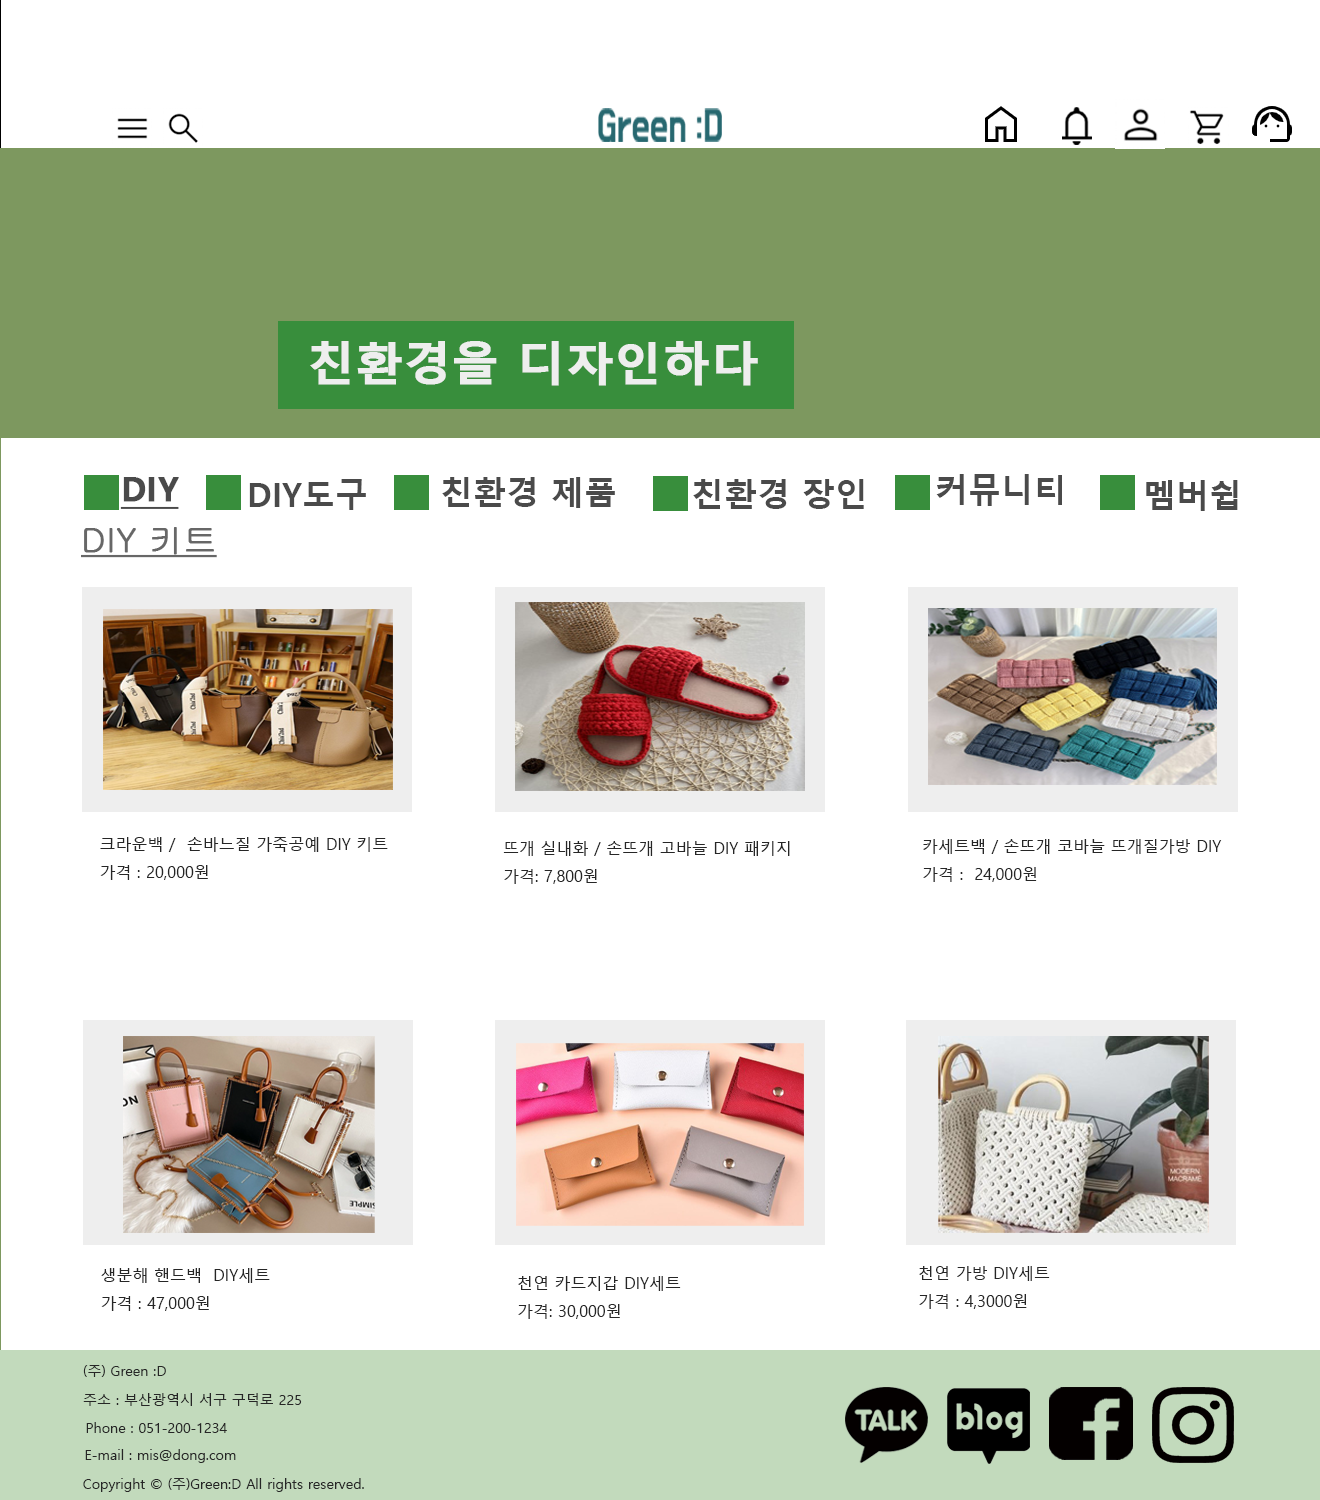 Green :D
친환경을 디자인하다
DIY DIY도구 친환경 제품 친환경 장인 커뮤니티 멤버쉽
DIY 키트
크라운백 / 손바느질 가죽공예 DIY 키트
가격 : 20,000원
뜨개 실내화 / 손뜨개 고바늘 DIY 패키지
가격: 7,800원
카세트백 / 손뜨개 코바늘 뜨개질가방 DIY
가격 : 24,000원
MODERN
MACRAMÉ
생분해 핸드백 DIY세트
가격 : 47,000원
천연 카드지갑 DIY세트
가격: 30,000원
천연 가방 DIY세트
가격 : 4,3000원
(주) Green :D
주소 : 부산광역시 서구 구덕로 225
Phone : 051-200-1234
E-mail : mis@dong.com
Copyright © (주)Green:D All rights reserved.
TALK blog